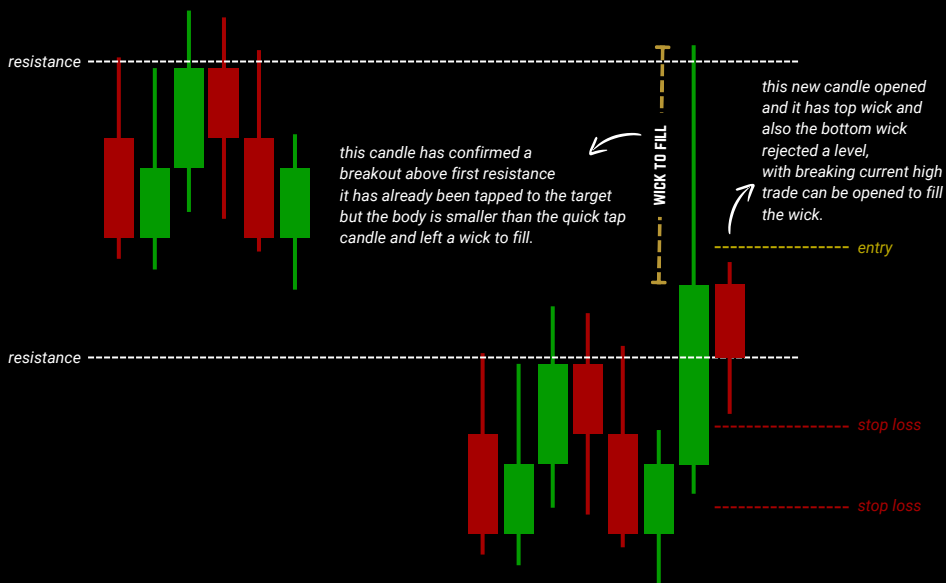 resistance
this candle has confirmed a
breakout above first resistance
it has already been tapped to the target
but the body is smaller than the quick tap
candle and left a wick to fill.
WICK TO FILL
this new candle opened
and it has top wick and
also the bottom wick
rejected a level,
with breaking current high
trade can be opened to fill
the wick.
entry
resistance
stop loss
stop loss